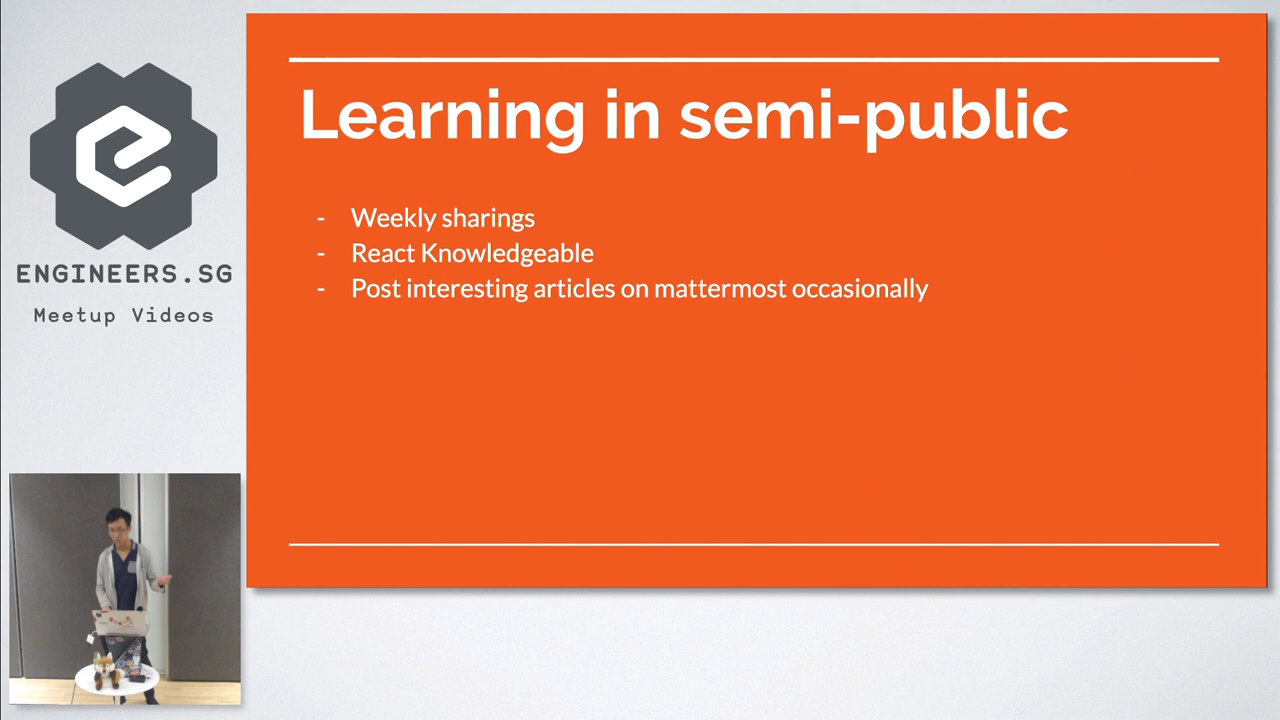 Learning in semi-public
- Weekly sharings
- React Knowledgeable
- Post interesting articles on mattermost occasionally
ENGINEERS.SG
Meetup Videos